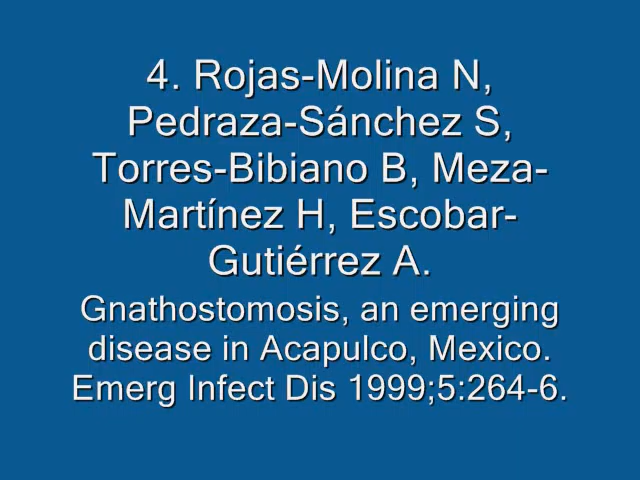 4. Rojas-Molina N,
Pedraza-Sánchez S,
Torres-Bibiano B, Meza-
Martínez H, Escobar-
Gutiérrez A.
Gnathostomosis, an emerging
disease in Acapulco, Mexico.
Emerg Infect Dis 1999;5:264-6.